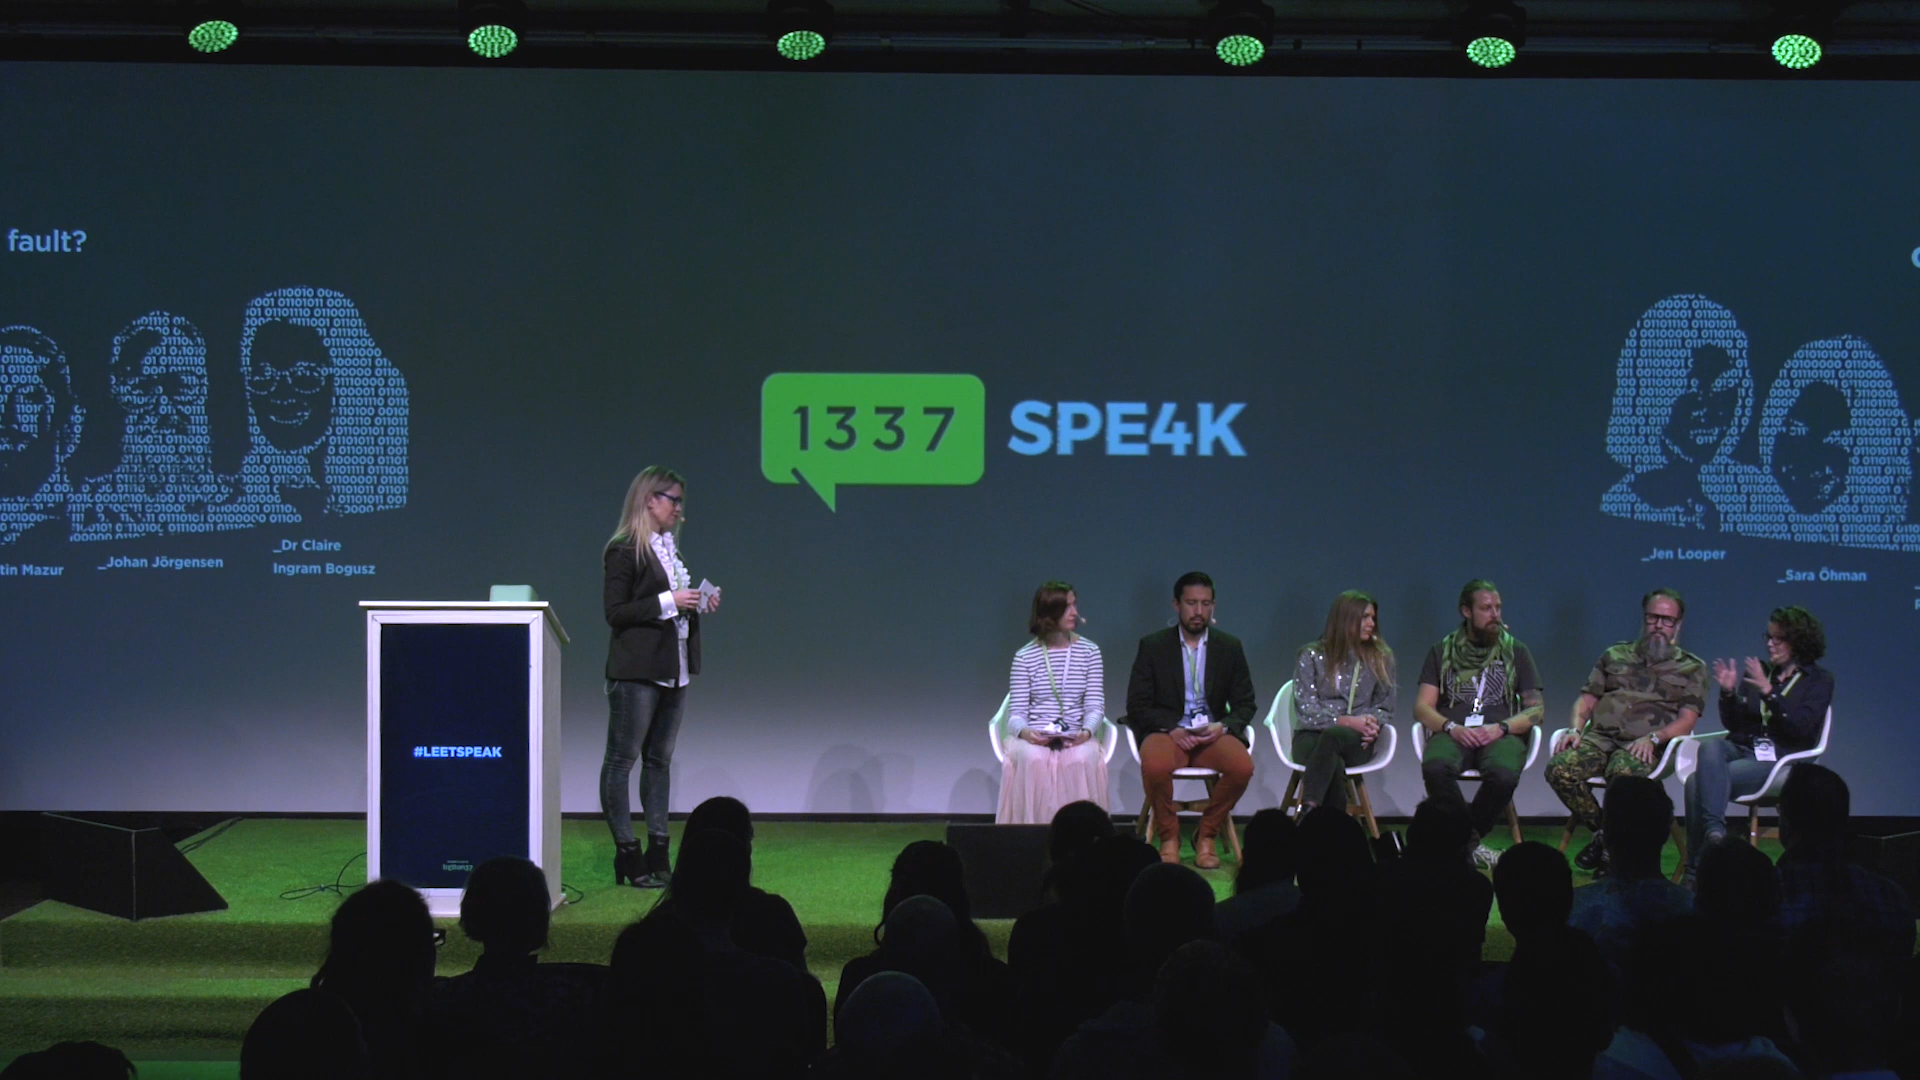 fault?
1337 SPE4K
tin Mazur
_Johan Jörgensen
_Dr Claire
Ingram Bogusz
_Jen Looper
_Sara Öhman
#LEETSPEAK